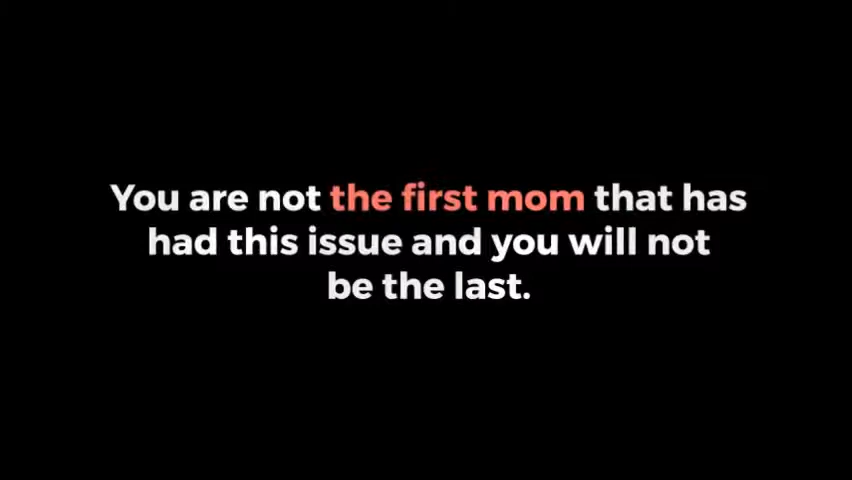 You are not the first mom that has
had this issue and you will not
be the last.